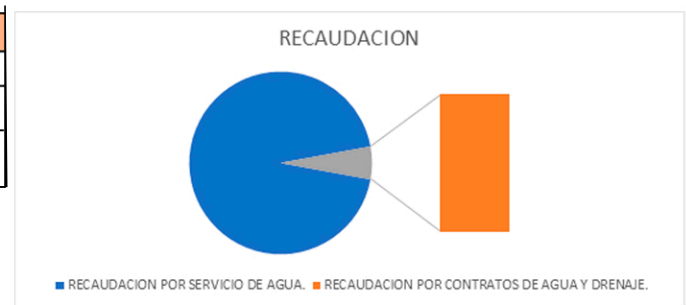 RECAUDACION
RECAUDACION POR SERVICIO DE AGUA. RECAUDACION POR CONTRATOS DE AGUA Y DRENAJE.